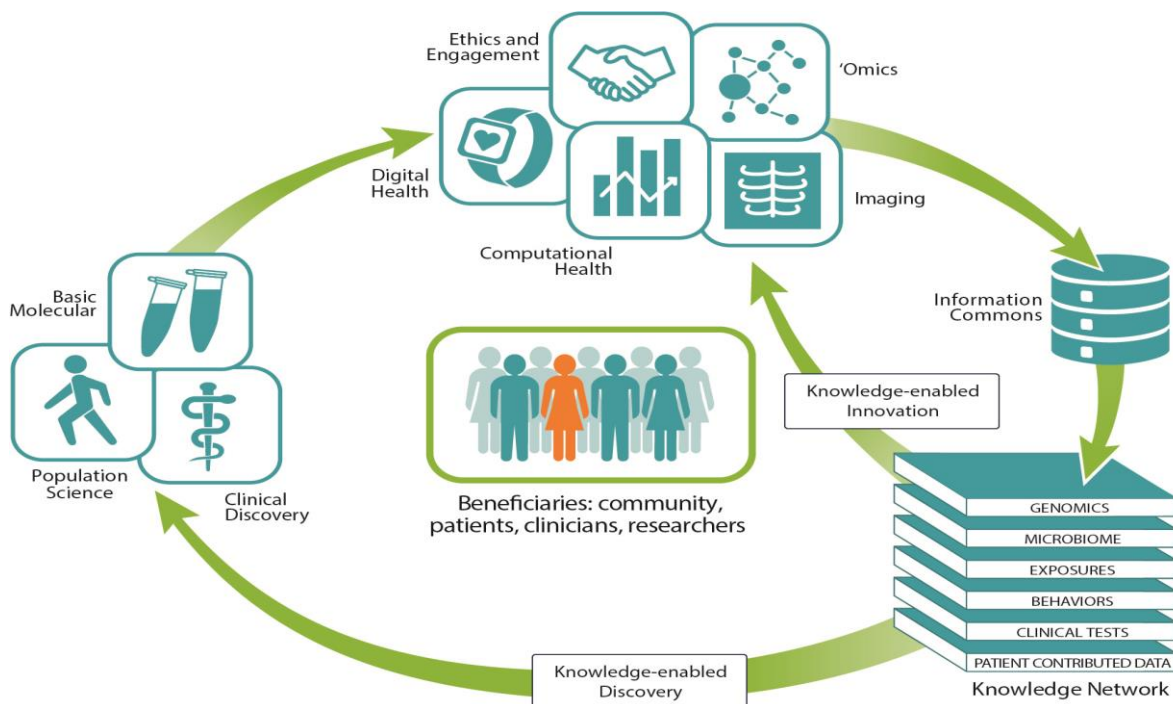 Ethics and
Engagement
'Omics
Digital
Health
Imaging
Computational
Health
Basic
Molecular
Population
Science
Clinical
Discovery
Information
Commons
Knowledge-enabled
Innovation
Beneficiaries: community,
patients, clinicians, researchers
GENOMICS
MICROBIOME
EXPOSURES
BEHAVIORS
CLINICAL TESTS
PATIENT CONTRIBUTED DATA
Knowledge Network
Knowledge-enabled
Discovery